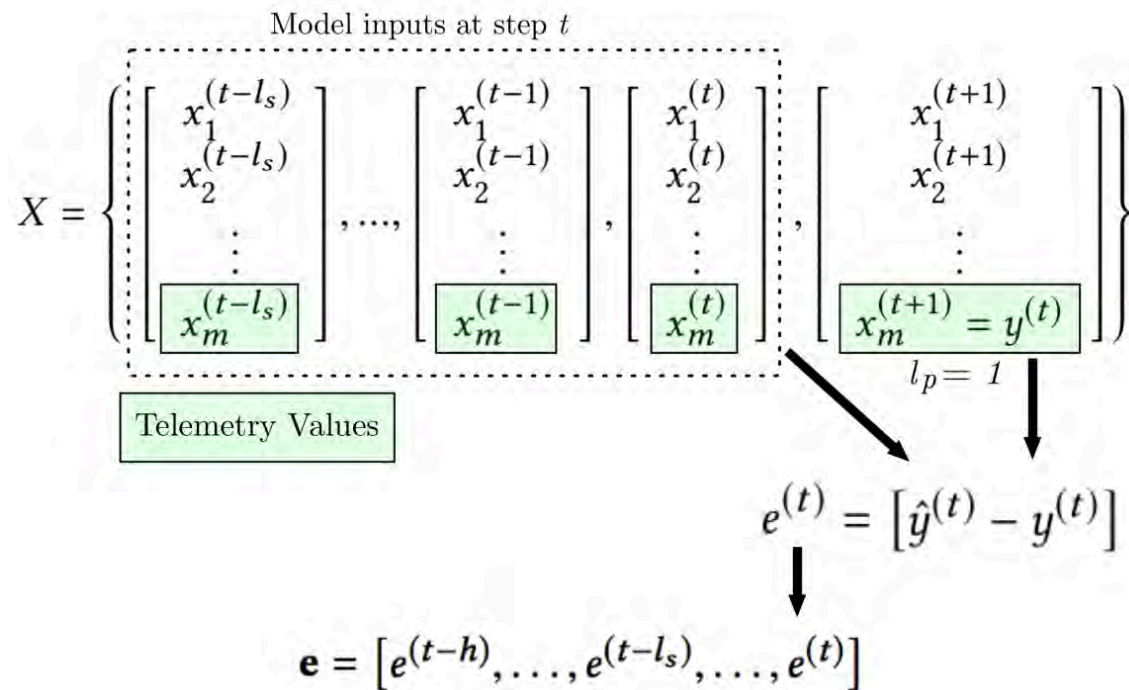 Model inputs at step t
X = { [ x_1^{(t-l_s)} x_2^{(t-l_s)} ⋮ x_m^{(t-l_s)} ] , ..., [ x_1^{(t-1)} x_2^{(t-1)} ⋮ x_m^{(t-1)} ] , [ x_1^{(t)} x_2^{(t)} ⋮ x_m^{(t)} ] , [ x_1^{(t+1)} x_2^{(t+1)} ⋮ x_m^{(t+1)} = y^{(t)} ] }
l_p = 1
Telemetry Values
e^{(t)} = [ŷ^{(t)} − y^{(t)}]
e = [e^{(t−h)}, . . . , e^{(t−l_s)}, . . . , e^{(t)}]